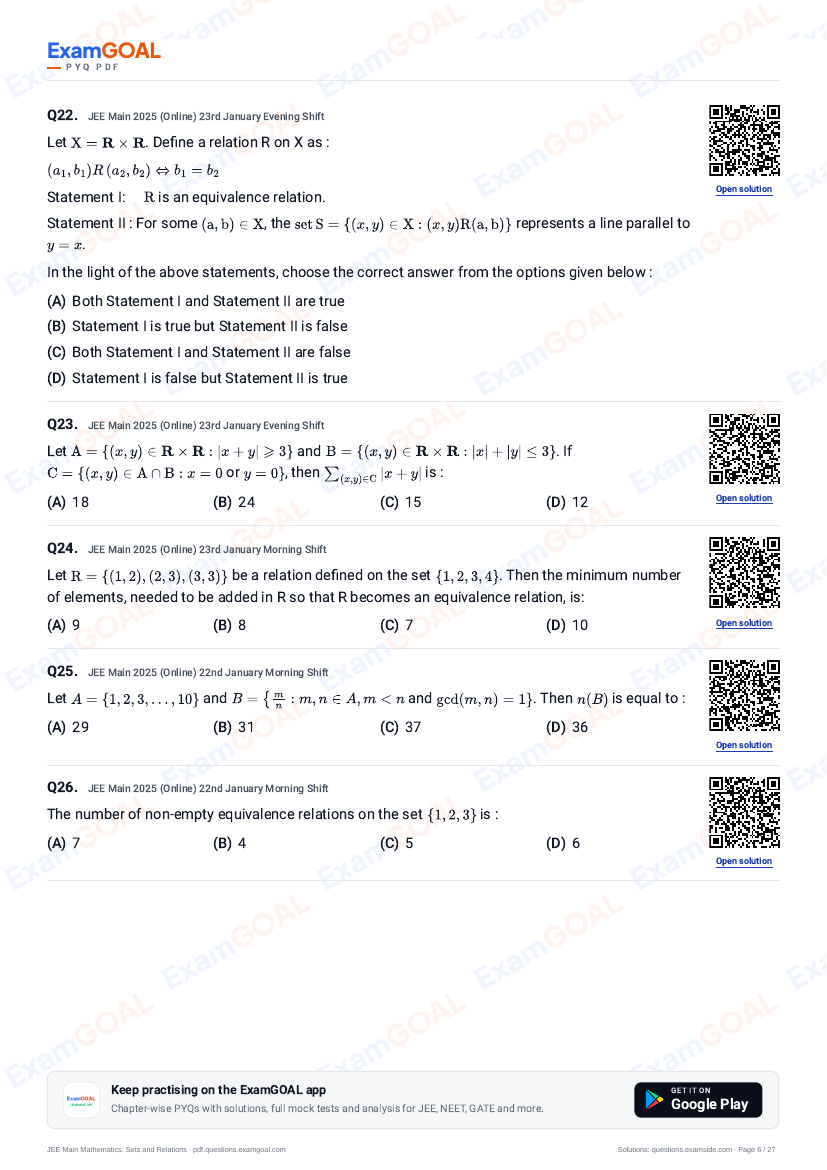 ExamGOAL
PYQ PDF
Q22. JEE Main 2025 (Online) 23rd January Evening Shift
Let X = R × R. Define a relation R on X as :
(a₁, b₁)R (a₂, b₂) ⇔ b₁ = b₂
Statement I: R is an equivalence relation.
Statement II : For some (a, b) ∈ X, the set S = {(x, y) ∈ X : (x, y)R(a, b)} represents a line parallel to
y = x.
In the light of the above statements, choose the correct answer from the options given below :
(A) Both Statement I and Statement II are true
(B) Statement I is true but Statement II is false
(C) Both Statement I and Statement II are false
(D) Statement I is false but Statement II is true
Open solution
Q23. JEE Main 2025 (Online) 23rd January Evening Shift
Let A = {(x, y) ∈ R × R : |x + y| ⩾ 3} and B = {(x, y) ∈ R × R : |x| + |y| ≤ 3}. If
C = {(x, y) ∈ A ∩ B : x = 0 or y = 0}, then ∑₍ₓ,y₎∈C |x + y| is :
(A) 18 (B) 24 (C) 15 (D) 12
Open solution
Q24. JEE Main 2025 (Online) 23rd January Morning Shift
Let R = {(1, 2), (2, 3), (3, 3)} be a relation defined on the set {1, 2, 3, 4}. Then the minimum number
of elements, needed to be added in R so that R becomes an equivalence relation, is:
(A) 9 (B) 8 (C) 7 (D) 10
Open solution
Q25. JEE Main 2025 (Online) 22nd January Morning Shift
Let A = {1, 2, 3, . . . , 10} and B = {m/n : m, n ∈ A, m < n and gcd(m, n) = 1}. Then n(B) is equal to :
(A) 29 (B) 31 (C) 37 (D) 36
Open solution
Q26. JEE Main 2025 (Online) 22nd January Morning Shift
The number of non-empty equivalence relations on the set {1, 2, 3} is :
(A) 7 (B) 4 (C) 5 (D) 6
Open solution
ExamGOAL
Keep practising on the ExamGOAL app
Chapter-wise PYQs with solutions, full mock tests and analysis for JEE, NEET, GATE and more.
GET IT ON
Google Play
JEE Main Mathematics: Sets and Relations · pdf.questions.examgoal.com
Solutions: questions.examside.com · Page 6 / 27